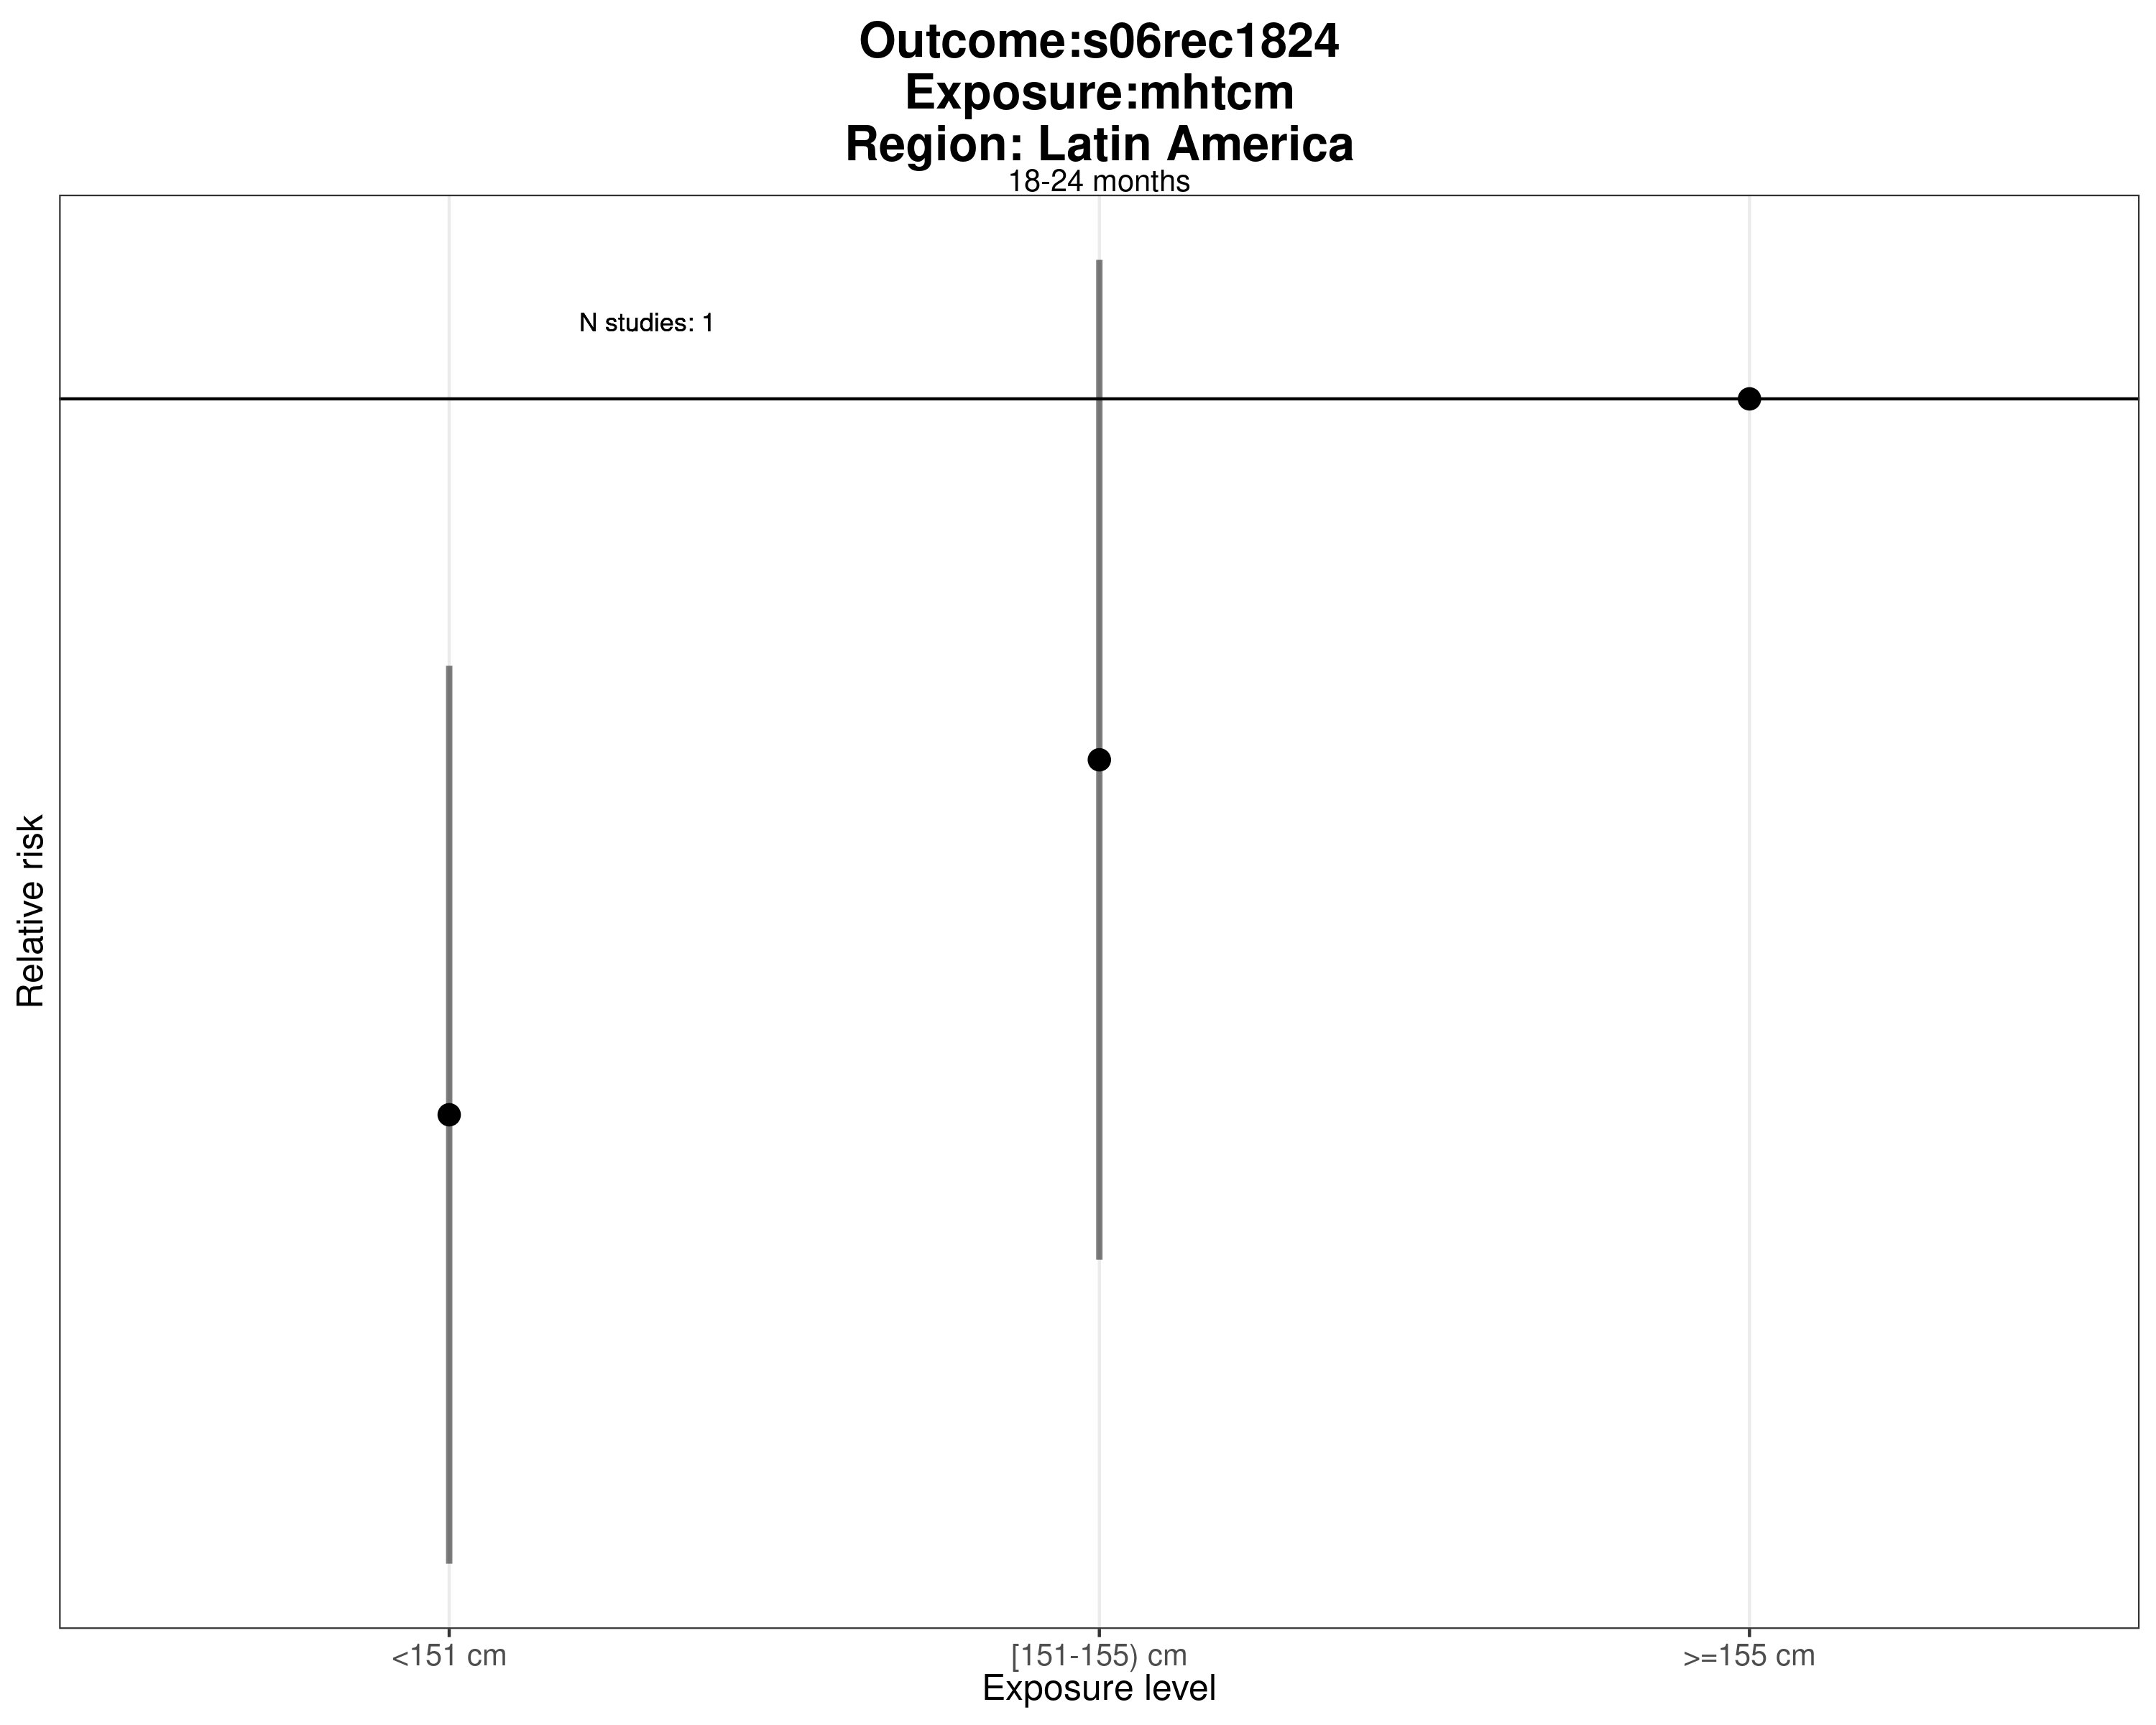 Outcome:s06rec1824
Exposure:mhtcm
Region: Latin America
18-24 months
N studies: 1
Relative risk
<151 cm
[151-155) cm
>=155 cm
Exposure level